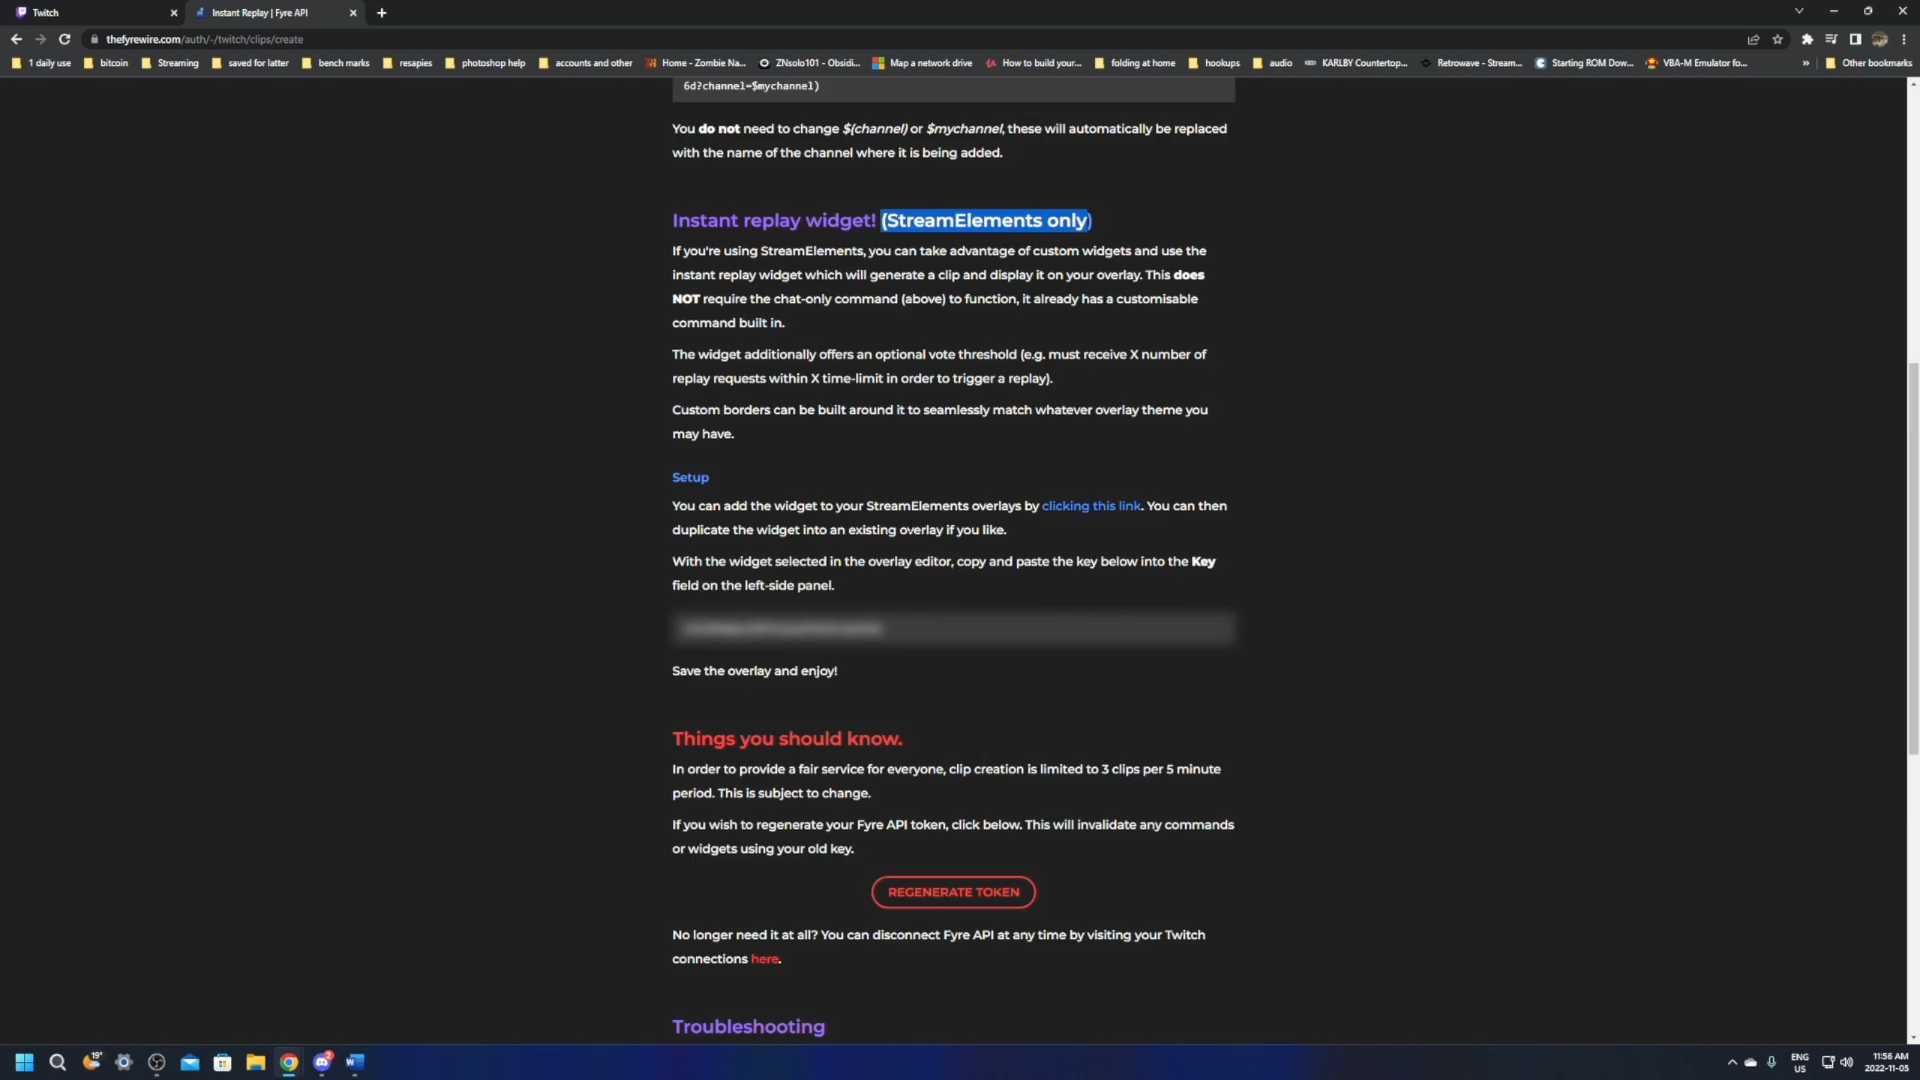 Twitch
Instant Replay | Fyre API
thefyrewire.com/auth/-/twitch/clips/create
1 daily use
bitcoin
Streaming
saved for latter
bench marks
resapies
photoshop help
accounts and other
Home - Zombie Na...
ZNsolo101 - Obsidi...
Map a network drive
How to build your...
folding at home
hookups
audio
KARLBY Countertop...
Retrowave - Stream...
Starting ROM Dow...
VBA-M Emulator fo...
»
Other bookmarks
6d?channel=$mychannel)
You do not need to change $(channel) or $mychannel, these will automatically be replaced
with the name of the channel where it is being added.
Instant replay widget! (StreamElements only)
If you're using StreamElements, you can take advantage of custom widgets and use the
instant replay widget which will generate a clip and display it on your overlay. This does
NOT require the chat-only command (above) to function, it already has a customisable
command built in.
The widget additionally offers an optional vote threshold (e.g. must receive X number of
replay requests within X time-limit in order to trigger a replay).
Custom borders can be built around it to seamlessly match whatever overlay theme you
may have.
Setup
You can add the widget to your StreamElements overlays by clicking this link. You can then
duplicate the widget into an existing overlay if you like.
With the widget selected in the overlay editor, copy and paste the key below into the Key
field on the left-side panel.
Save the overlay and enjoy!
Things you should know.
In order to provide a fair service for everyone, clip creation is limited to 3 clips per 5 minute
period. This is subject to change.
If you wish to regenerate your Fyre API token, click below. This will invalidate any commands
or widgets using your old key.
REGENERATE TOKEN
No longer need it at all? You can disconnect Fyre API at any time by visiting your Twitch
connections here.
Troubleshooting
19°
2
ENG
US
11:56 AM
2022-11-05